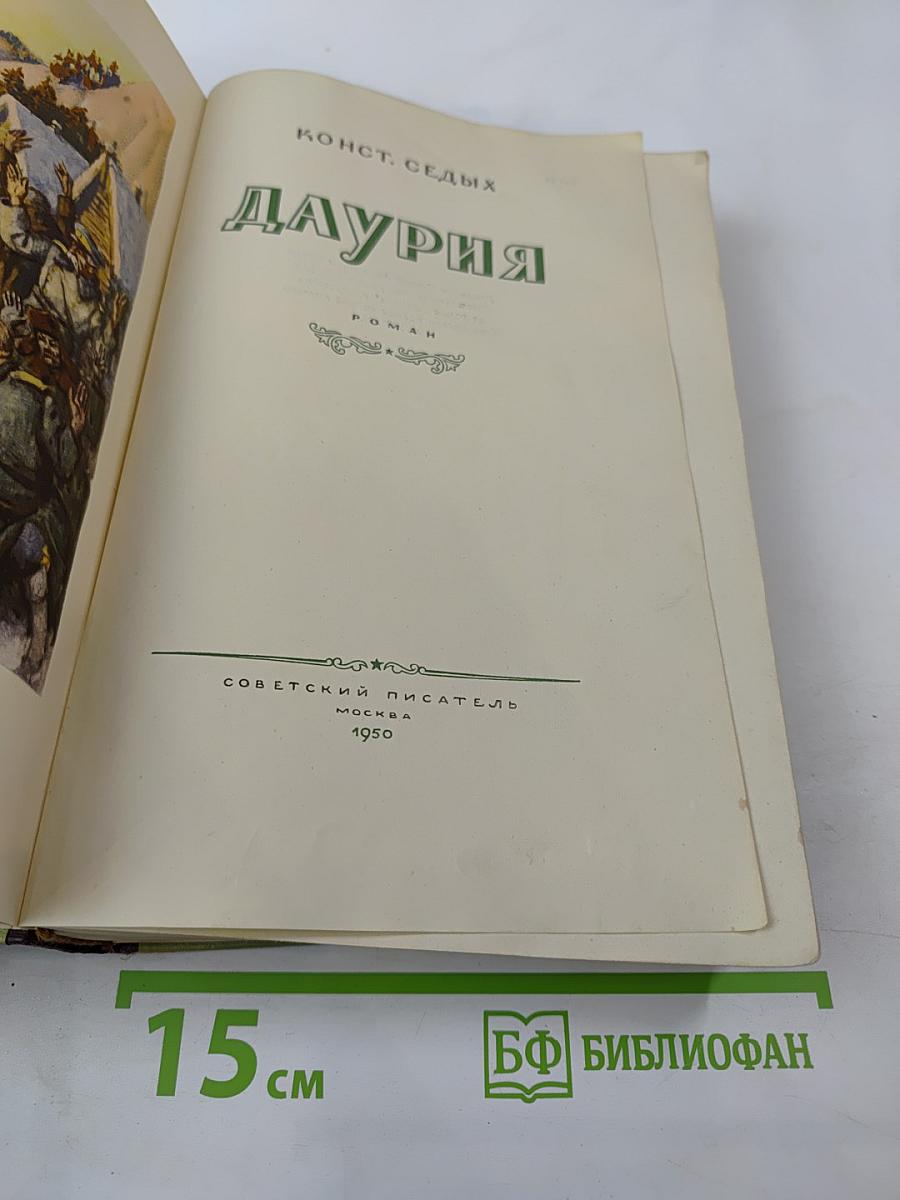 КОНСТ. СЕДЫХ
ДАУРИЯ
РОМАН
СОВЕТСКИЙ ПИСАТЕЛЬ
МОСКВА
1950
15 см
БФ БИБЛИОФАН